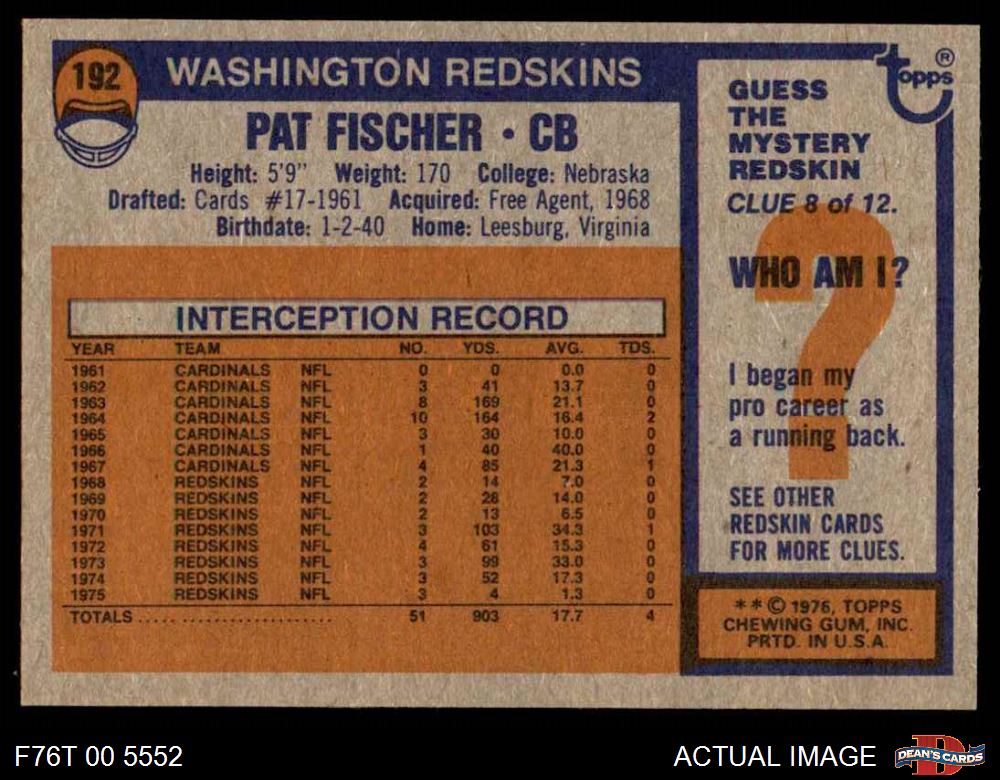 192
WASHINGTON REDSKINS
PAT FISCHER • CB
Height: 5'9" Weight: 170 College: Nebraska
Drafted: Cards #17-1961 Acquired: Free Agent, 1968
Birthdate: 1-2-40 Home: Leesburg, Virginia
INTERCEPTION RECORD
YEAR TEAM NO. YDS. AVG. TDS.
1961 CARDINALS NFL 0 0 0.0 0
1962 CARDINALS NFL 3 41 13.7 0
1963 CARDINALS NFL 8 169 21.1 0
1964 CARDINALS NFL 10 164 16.4 2
1965 CARDINALS NFL 3 30 10.0 0
1966 CARDINALS NFL 1 40 40.0 0
1967 CARDINALS NFL 4 85 21.3 1
1968 REDSKINS NFL 2 14 7.0 0
1969 REDSKINS NFL 2 28 14.0 0
1970 REDSKINS NFL 2 13 6.5 0
1971 REDSKINS NFL 3 103 34.3 1
1972 REDSKINS NFL 4 61 15.3 0
1973 REDSKINS NFL 3 99 33.0 0
1974 REDSKINS NFL 3 52 17.3 0
1975 REDSKINS NFL 3 4 1.3 0
TOTALS ........................ 51 903 17.7 4
topps ®
GUESS
THE
MYSTERY
REDSKIN
CLUE 8 of 12.
WHO AM I?
?
I began my
pro career as
a running back.
SEE OTHER
REDSKIN CARDS
FOR MORE CLUES.
** © 1976, TOPPS
CHEWING GUM, INC.
PRTD. IN U.S.A.
F76T 00 5552
ACTUAL IMAGE
D
DEAN'S CARDS